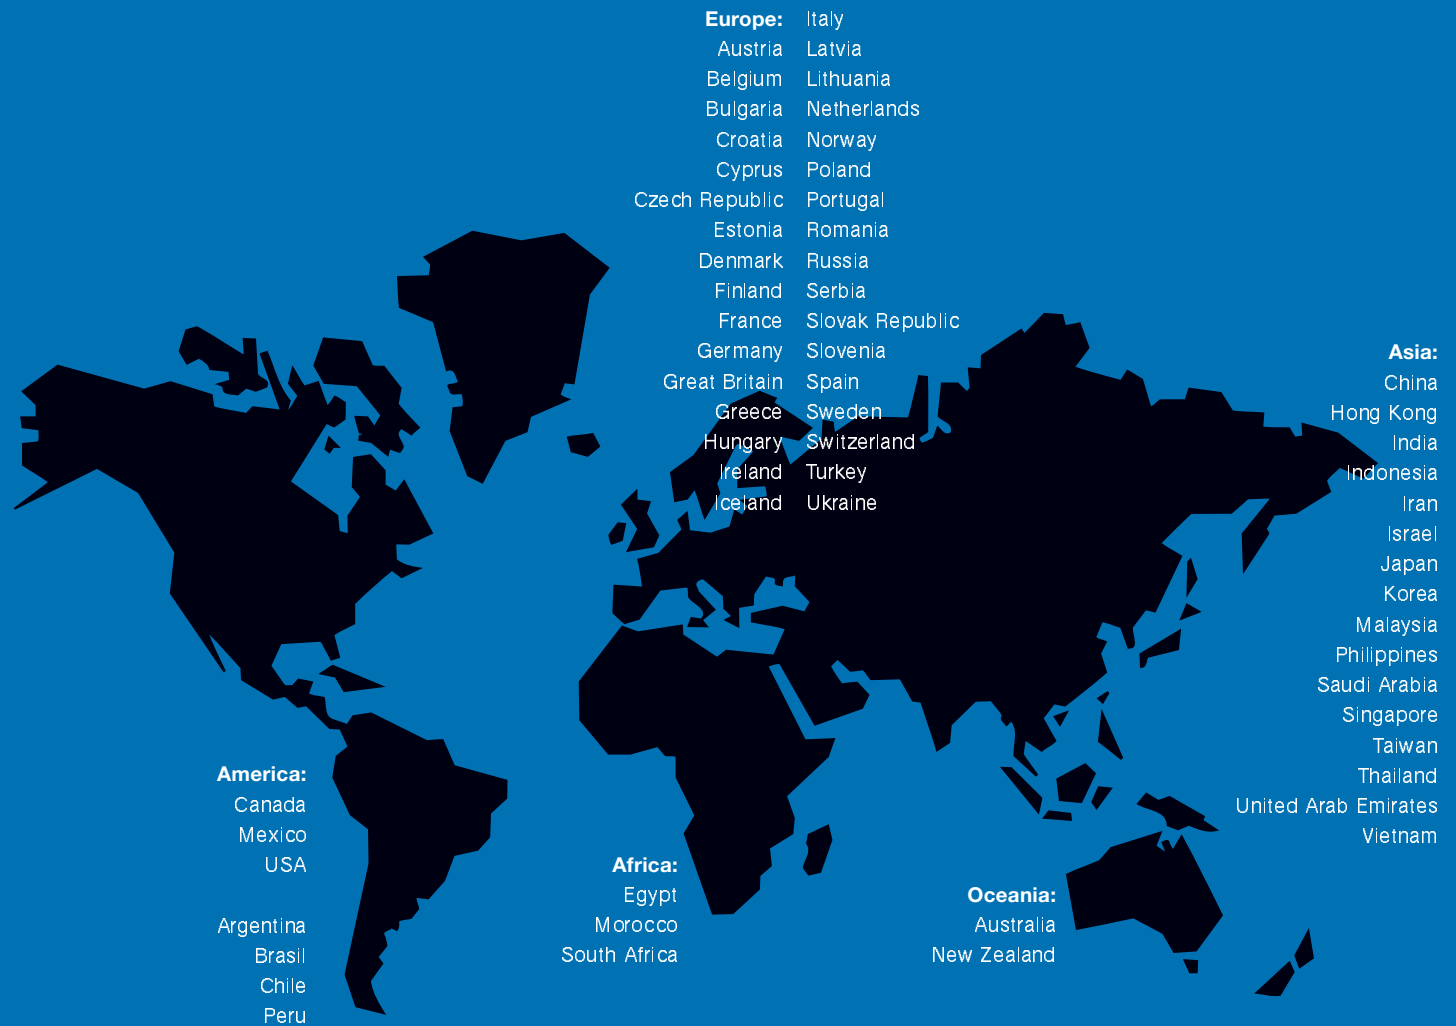 Europe:
Austria
Belgium
Bulgaria
Croatia
Cyprus
Czech Republic
Estonia
Denmark
Finland
France
Germany
Great Britain
Greece
Hungary
Ireland
Iceland
Italy
Latvia
Lithuania
Netherlands
Norway
Poland
Portugal
Romania
Russia
Serbia
Slovak Republic
Slovenia
Spain
Sweden
Switzerland
Turkey
Ukraine
Asia:
China
Hong Kong
India
Indonesia
Iran
Israel
Japan
Korea
Malaysia
Philippines
Saudi Arabia
Singapore
Taiwan
Thailand
United Arab Emirates
Vietnam
America:
Canada
Mexico
USA
Argentina
Brasil
Chile
Peru
Africa:
Egypt
Morocco
South Africa
Oceania:
Australia
New Zealand